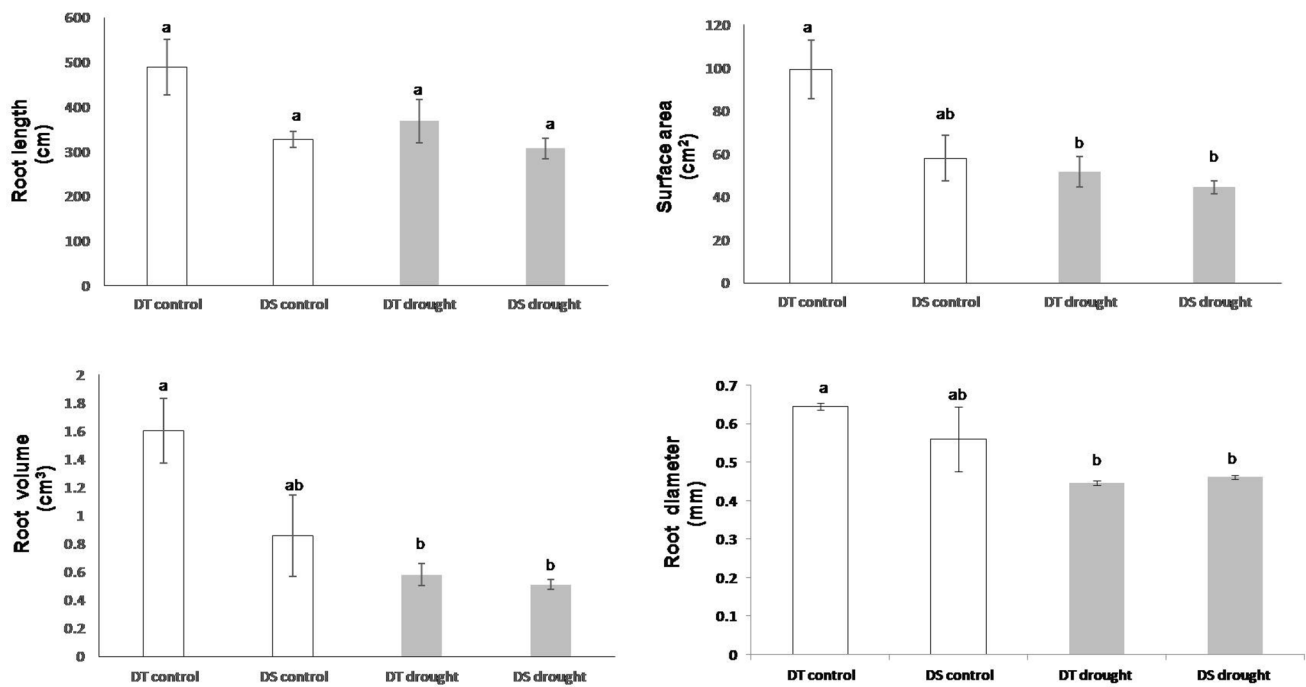 600
500
400
300
200
100
0
Root length
(cm)
a
a
a
a
DT control DS control DT drought DS drought
120
100
80
60
40
20
0
Surface area
(cm²)
a
ab
b
b
DT control DS control DT drought DS drought
2
1.8
1.6
1.4
1.2
1
0.8
0.6
0.4
0.2
0
Root volume
(cm³)
a
ab
b
b
DT control DS control DT drought DS drought
0.7
0.6
0.5
0.4
0.3
0.2
0.1
0
Root diameter
(mm)
a
ab
b
b
DT control DS control DT drought DS drought